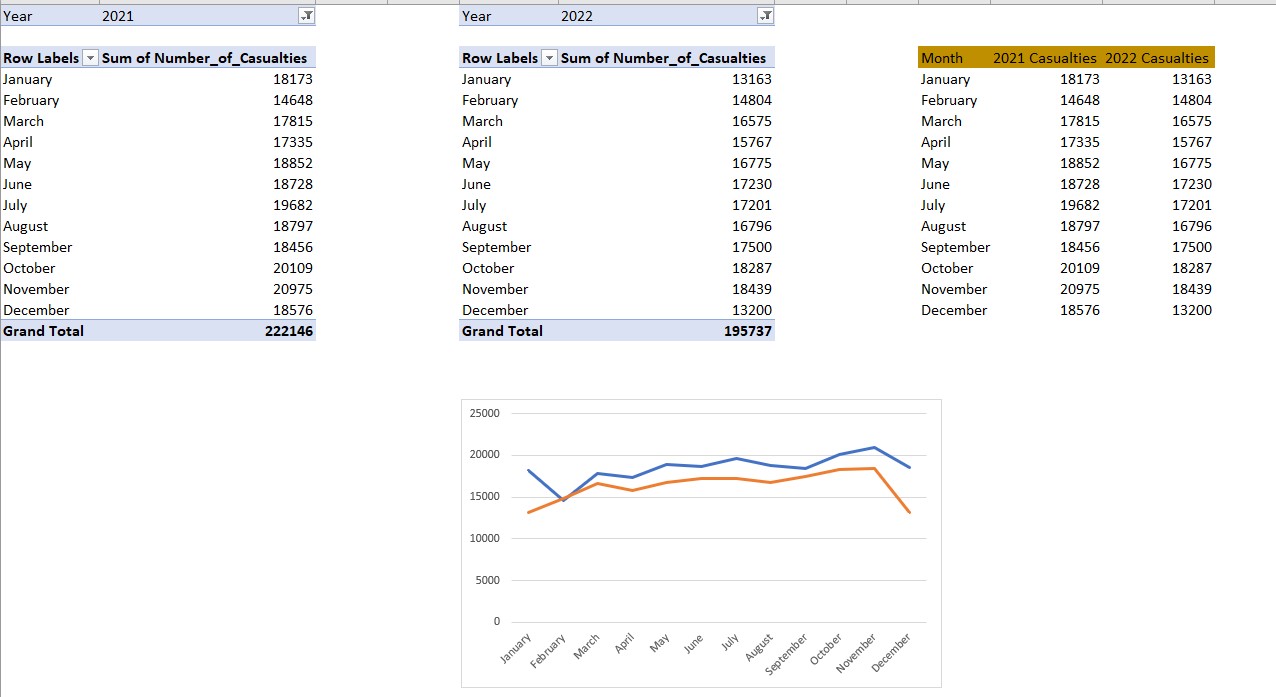 Year 2021
Row Labels Sum of Number_of_Casualties
January 18173
February 14648
March 17815
April 17335
May 18852
June 18728
July 19682
August 18797
September 18456
October 20109
November 20975
December 18576
Grand Total 222146
Year 2022
Row Labels Sum of Number_of_Casualties
January 13163
February 14804
March 16575
April 15767
May 16775
June 17230
July 17201
August 16796
September 17500
October 18287
November 18439
December 13200
Grand Total 195737
Month 2021 Casualties 2022 Casualties
January 18173 13163
February 14648 14804
March 17815 16575
April 17335 15767
May 18852 16775
June 18728 17230
July 19682 17201
August 18797 16796
September 18456 17500
October 20109 18287
November 20975 18439
December 18576 13200
25000
20000
15000
10000
5000
0
January
February
March
April
May
June
July
August
September
October
November
December